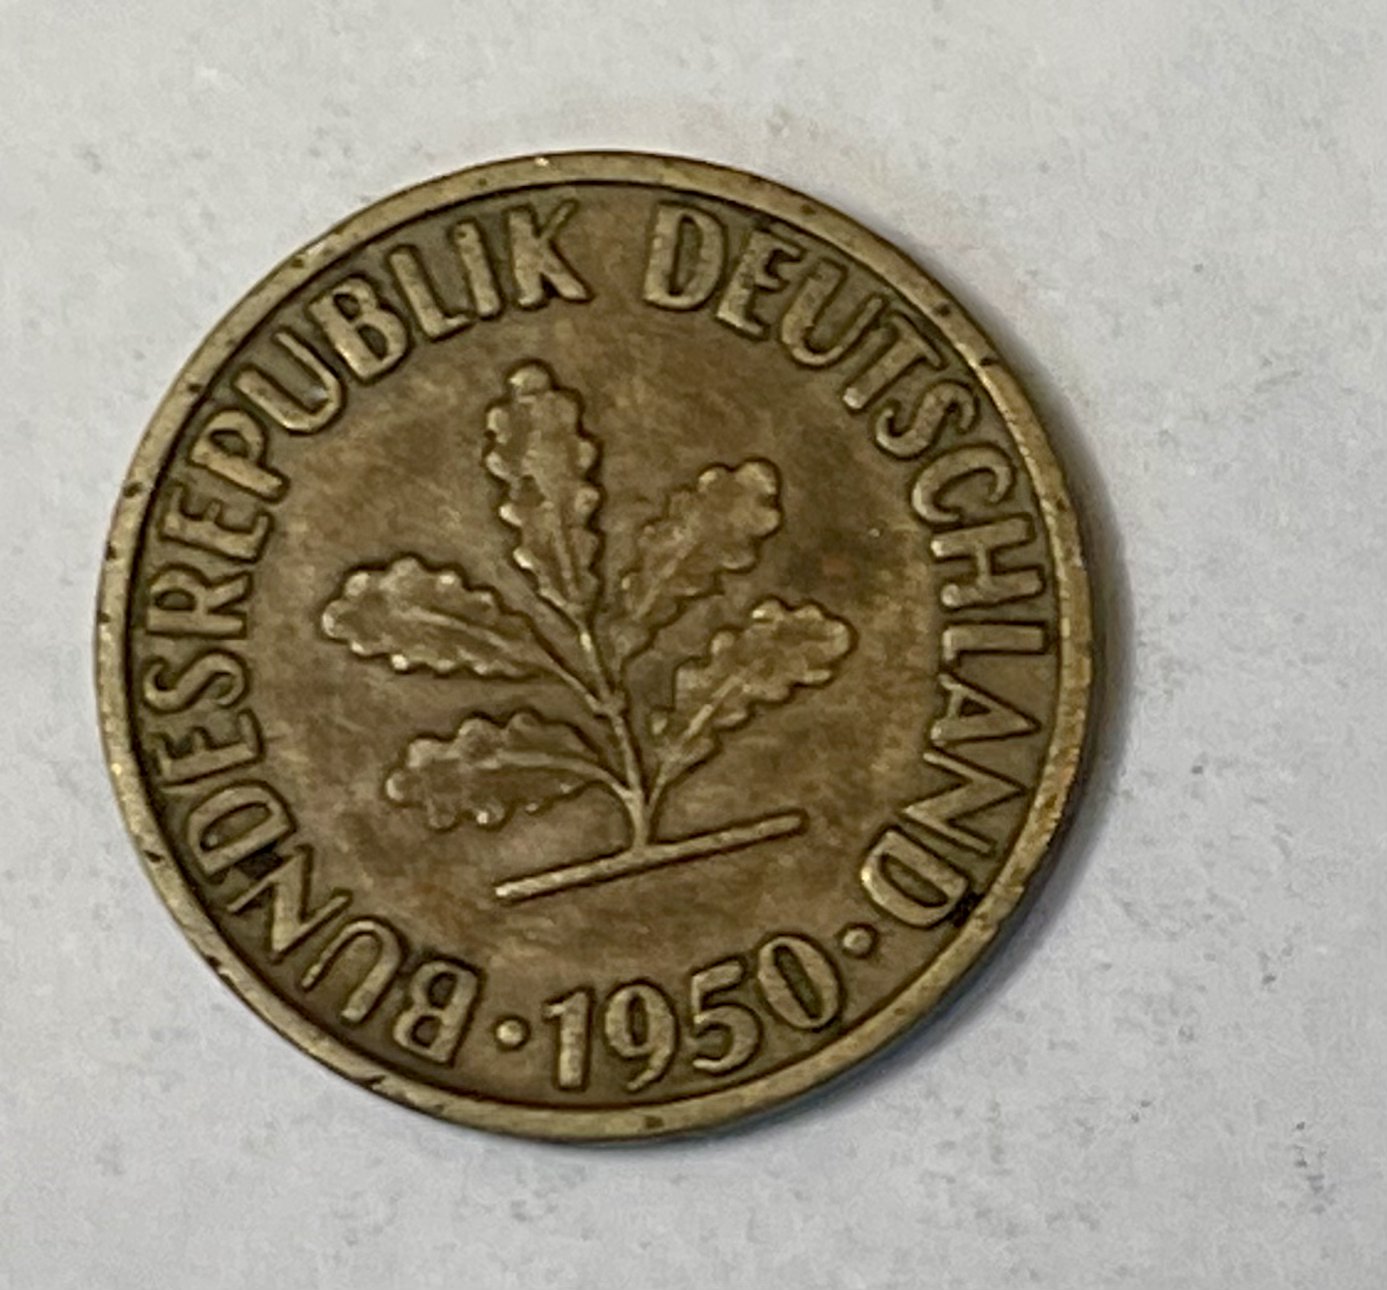 BUNDESREPUBLIK DEUTSCHLAND
· 1950 ·